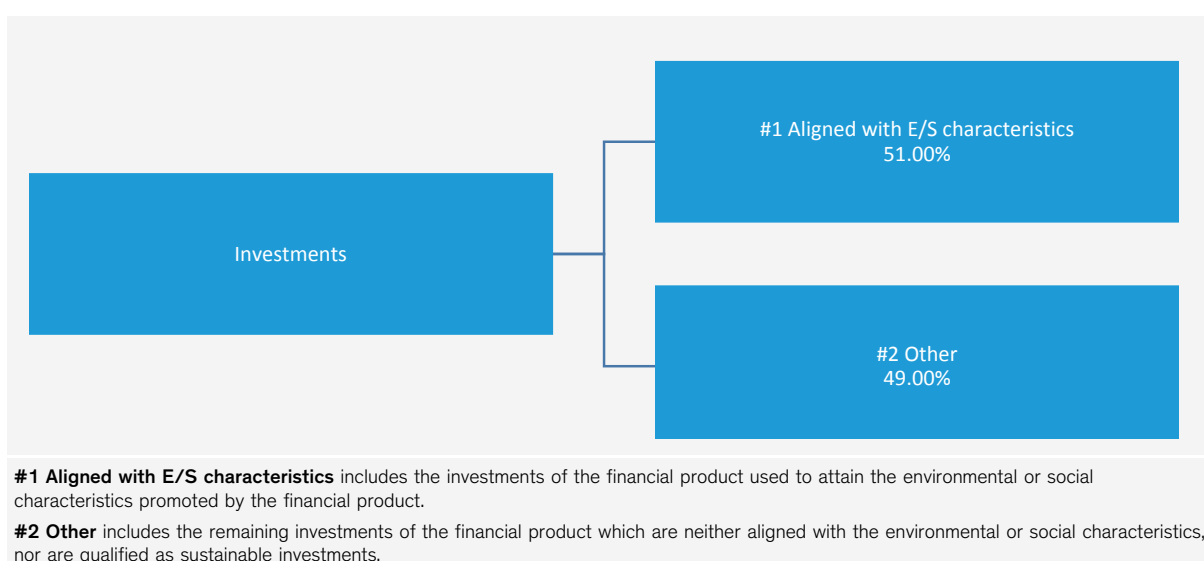 #1 Aligned with E/S characteristics
51.00%
Investments
#2 Other
49.00%
#1 Aligned with E/S characteristics includes the investments of the financial product used to attain the environmental or social
characteristics promoted by the financial product.
#2 Other includes the remaining investments of the financial product which are neither aligned with the environmental or social characteristics,
nor are qualified as sustainable investments.